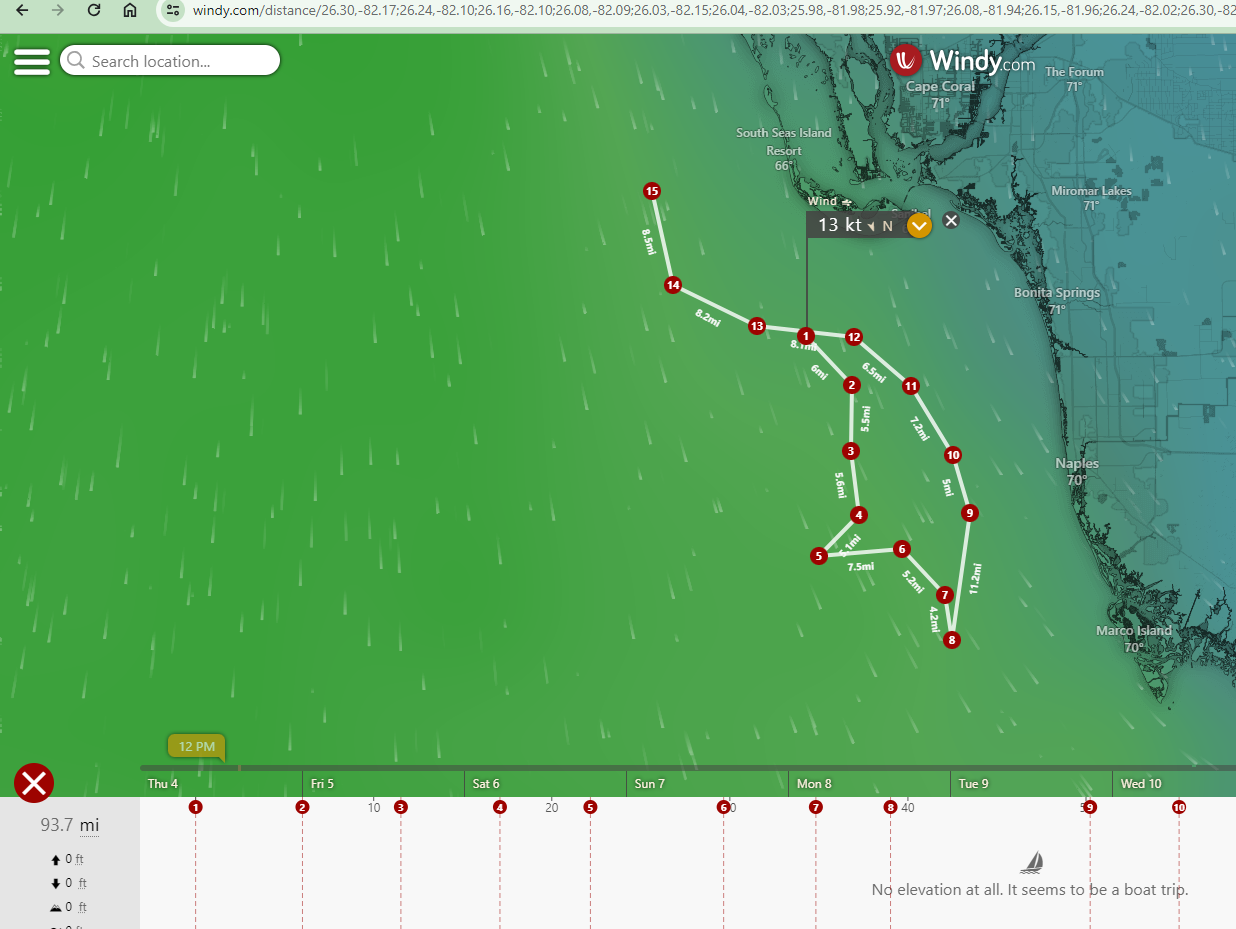 windy.com/distance/26.30,-82.17;26.24,-82.10;26.16,-82.10;26.08,-82.09;26.03,-82.15;26.04,-82.03;25.98,-81.98;25.92,-81.97;26.08,-81.94;26.15,-81.96;26.24,-82.02;26.30,-82
Search location...
Windy.com
The Forum
71°
Cape Coral
71°
South Seas Island
Resort
66°
15
Miromar Lakes
71°
Wind
13 kt N
8.5mi
14
Bonita Springs
71°
8.2mi
13
1
12
8.1mi
6mi
6.5mi
2
11
5.5mi
7.2mi
3
10
Naples
70°
5.6mi
5mi
4
9
5
6
7.5mi
5.2mi
11.2mi
7
4.2mi
Marco Island
70°
8
12 PM
Thu 4 Fri 5 Sat 6 Sun 7 Mon 8 Tue 9 Wed 10
1 2 10 3 4 20 5 6 7 8 40 9 10
93.7 mi
0 ft
0 ft
0 ft
No elevation at all. It seems to be a boat trip.